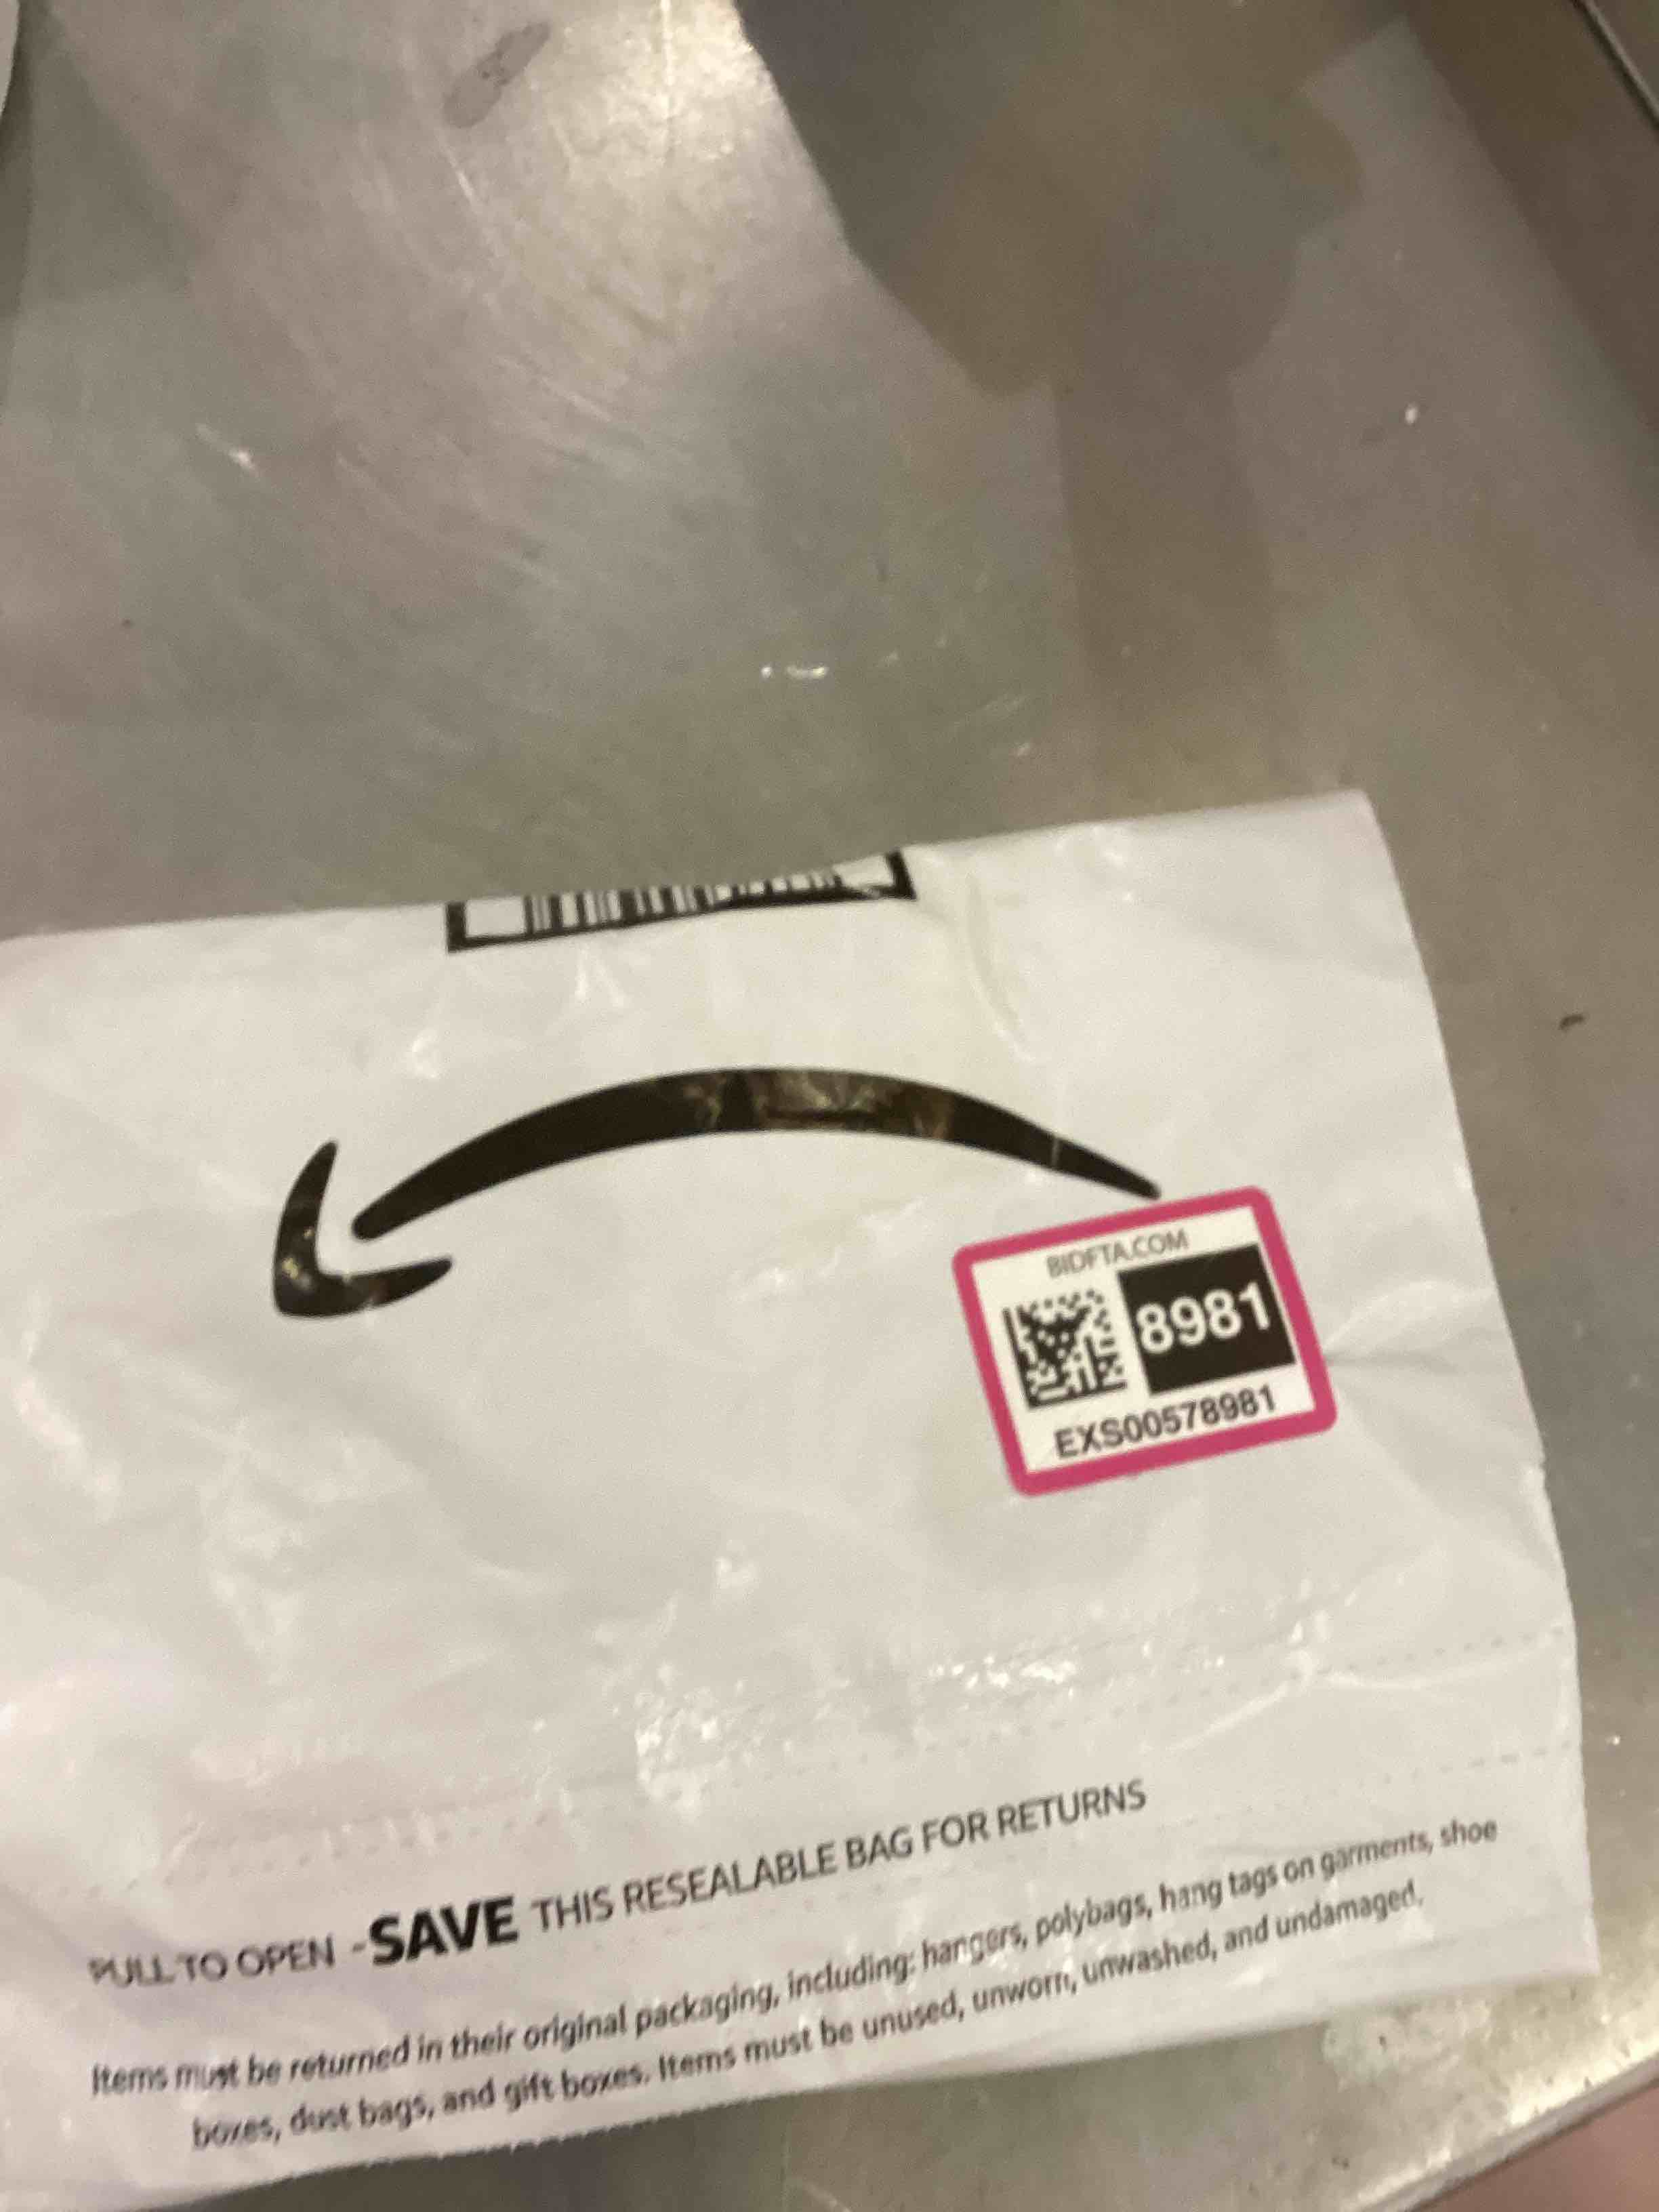 BIDFTA.COM
8981
EXS00578981
PULL TO OPEN -SAVE THIS RESEALABLE BAG FOR RETURNS
Items must be returned in their original packaging, including: hangers, polybags, hang tags on garments, shoe
boxes, dust bags, and gift boxes. Items must be unused, unworn, unwashed, and undamaged.